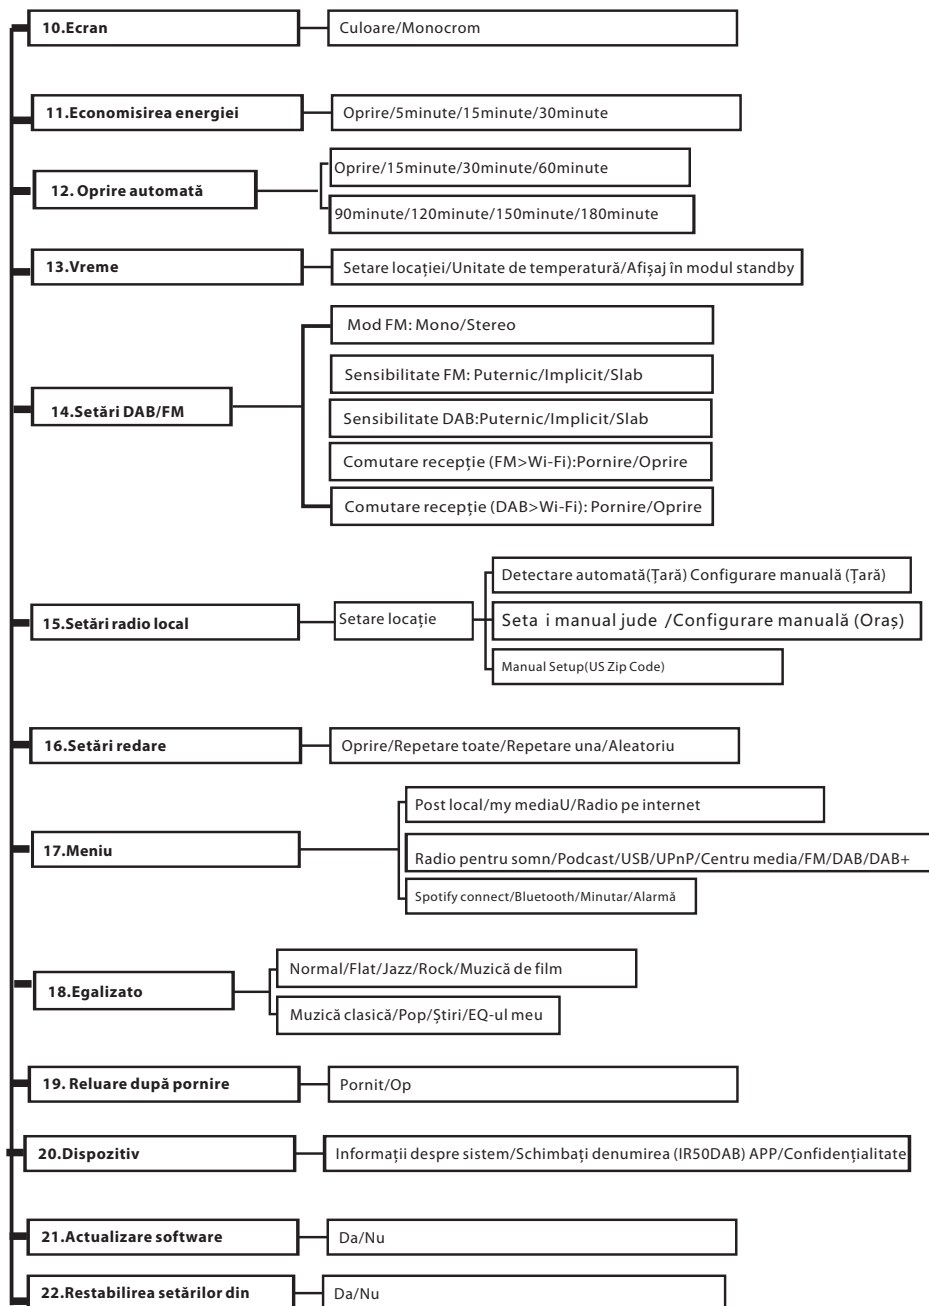 10.Ecran
Culoare/Monocrom
11.Economisirea energiei
Oprire/5minute/15minute/30minute
12. Oprire automată
Oprire/15minute/30minute/60minute
90minute/120minute/150minute/180minute
13.Vreme
Setare locației/Unitate de temperatură/Afișaj în modul standby
14.Setări DAB/FM
Mod FM: Mono/Stereo
Sensibilitate FM: Puternic/Implicit/Slab
Sensibilitate DAB:Puternic/Implicit/Slab
Comutare recepție (FM>Wi-Fi):Pornire/Oprire
Comutare recepție (DAB>Wi-Fi): Pornire/Oprire
15.Setări radio local
Setare locație
Detectare automată(Țară) Configurare manuală (Țară)
Seta i manual jude /Configurare manuală (Oraș)
Manual Setup(US Zip Code)
16.Setări redare
Oprire/Repetare toate/Repetare una/Aleatoriu
17.Meniu
Post local/my mediaU/Radio pe internet
Radio pentru somn/Podcast/USB/UPnP/Centru media/FM/DAB/DAB+
Spotify connect/Bluetooth/Minutar/Alarmă
18.Egalizato
Normal/Flat/Jazz/Rock/Muzică de film
Muzică clasică/Pop/Știri/EQ-ul meu
19. Reluare după pornire
Pornit/Op
20.Dispozitiv
Informații despre sistem/Schimbați denumirea (IR50DAB) APP/Confidențialitate
21.Actualizare software
Da/Nu
22.Restabilirea setărilor din
Da/Nu